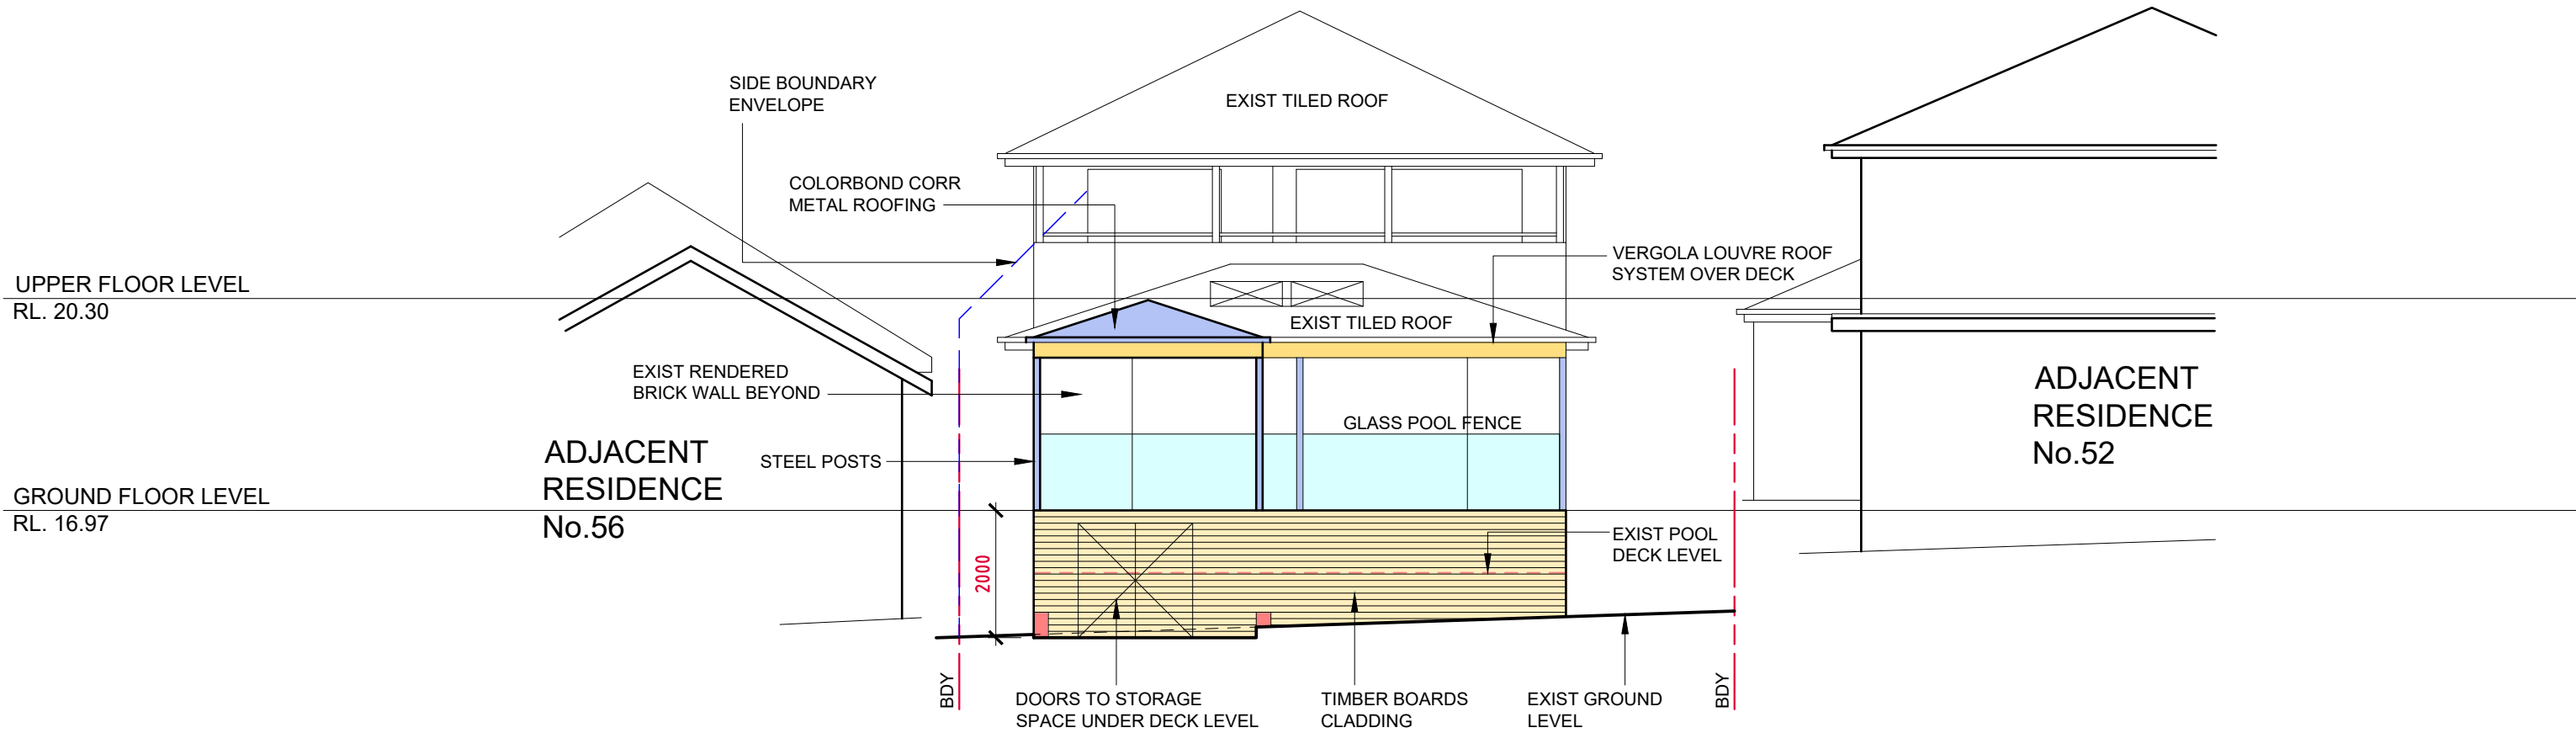 SIDE BOUNDARY
ENVELOPE
EXIST TILED ROOF
COLORBOND CORR
METAL ROOFING
VERGOLA LOUVRE ROOF
SYSTEM OVER DECK
UPPER FLOOR LEVEL
RL. 20.30
EXIST TILED ROOF
EXIST RENDERED
BRICK WALL BEYOND
ADJACENT
RESIDENCE
No.52
GLASS POOL FENCE
ADJACENT
RESIDENCE
No.56
STEEL POSTS
GROUND FLOOR LEVEL
RL. 16.97
EXIST POOL
DECK LEVEL
2000
BDY
DOORS TO STORAGE
SPACE UNDER DECK LEVEL
TIMBER BOARDS
CLADDING
EXIST GROUND
LEVEL
BDY